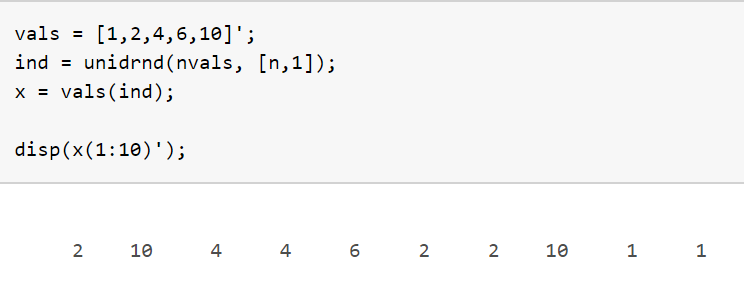 vals = [1,2,4,6,10]';
ind = unidrnd(nvals, [n,1]);
x = vals(ind);
disp(x(1:10)');
2 10 4 4 6 2 2 10 1 1